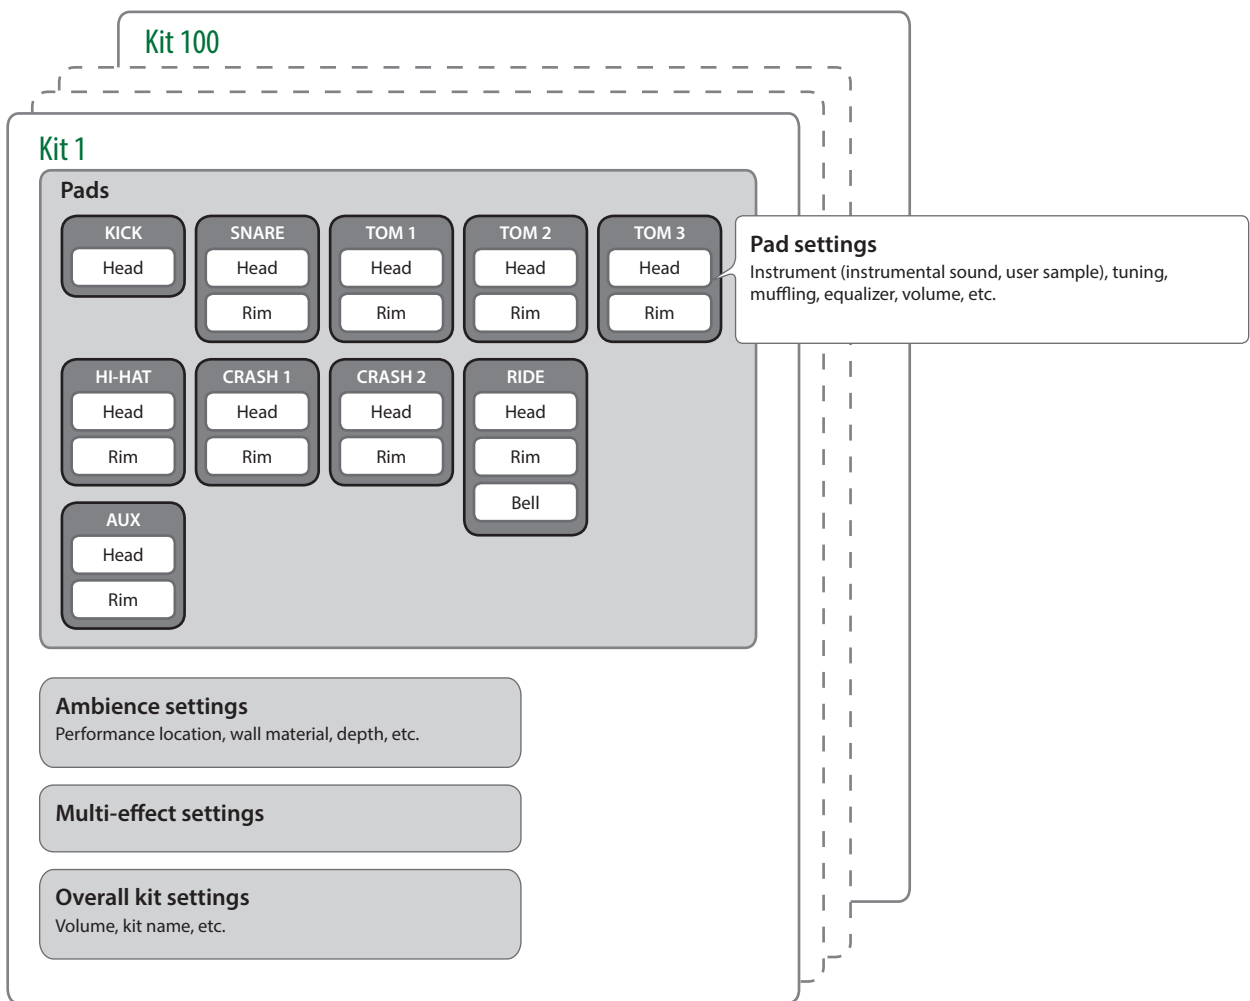 Kit 100
Kit 1
Pads
KICK
Head
SNARE
Head
Rim
TOM 1
Head
Rim
TOM 2
Head
Rim
TOM 3
Head
Rim
Pad settings
Instrument (instrumental sound, user sample), tuning,
muffling, equalizer, volume, etc.
HI-HAT
Head
Rim
CRASH 1
Head
Rim
CRASH 2
Head
Rim
RIDE
Head
Rim
Bell
AUX
Head
Rim
Ambience settings
Performance location, wall material, depth, etc.
Multi-effect settings
Overall kit settings
Volume, kit name, etc.